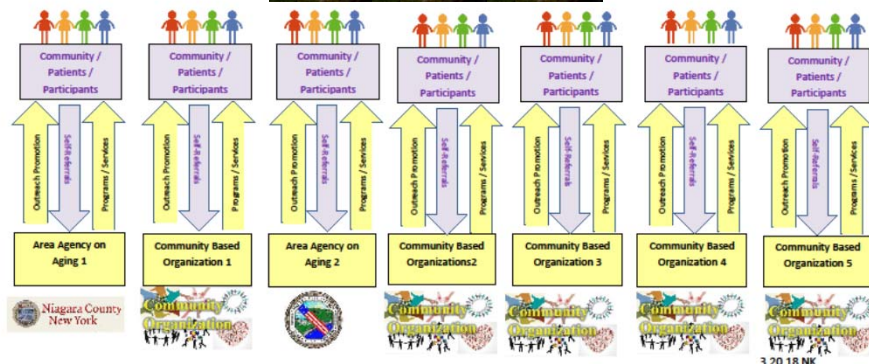 Community /
Patients /
Participants
Community /
Patients /
Participants
Community /
Patients /
Participants
Community /
Patients /
Participants
Community /
Patients /
Participants
Community /
Patients /
Participants
Community /
Patients /
Participants
Outreach Promotion
Self-Referrals
Programs / Services
Outreach Promotion
Self-Referrals
Programs / Services
Outreach Promotion
Self-Referrals
Programs / Services
Outreach Promotion
Self-Referrals
Programs / Services
Outreach Promotion
Self-Referrals
Programs / Services
Outreach Promotion
Self-Referrals
Programs / Services
Outreach Promotion
Self-Referrals
Programs / Services
Area Agency on
Aging 1
Community Based
Organization 1
Area Agency on
Aging 2
Community Based
Organizations2
Community Based
Organization 3
Community Based
Organization 4
Community Based
Organization 5
Niagara County
New York
Community
Organization
Community
Organization
Community
Organization
Community
Organization
Community
Organization
3.20.18 NK